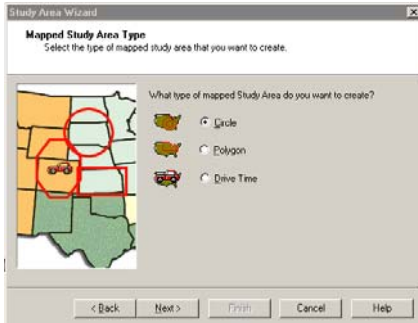 Study Area Wizard
Mapped Study Area Type
Select the type of mapped study area that you want to create.
What type of mapped Study Area do you want to create?
Circle
Polygon
Drive Time
< Back Next > Finish Cancel Help